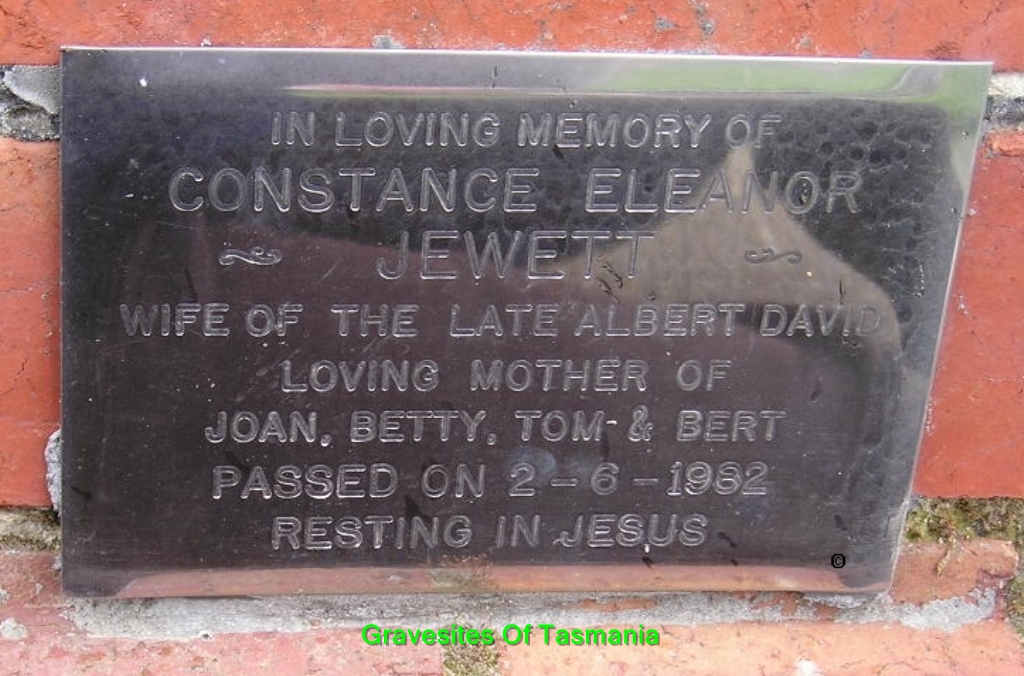 IN LOVING MEMORY OF
CONSTANCE ELEANOR
JEWETT
WIFE OF THE LATE ALBERT DAVID
LOVING MOTHER OF
JOAN, BETTY, TOM & BERT
PASSED ON 2-6-1982
RESTING IN JESUS
©
Gravesites Of Tasmania